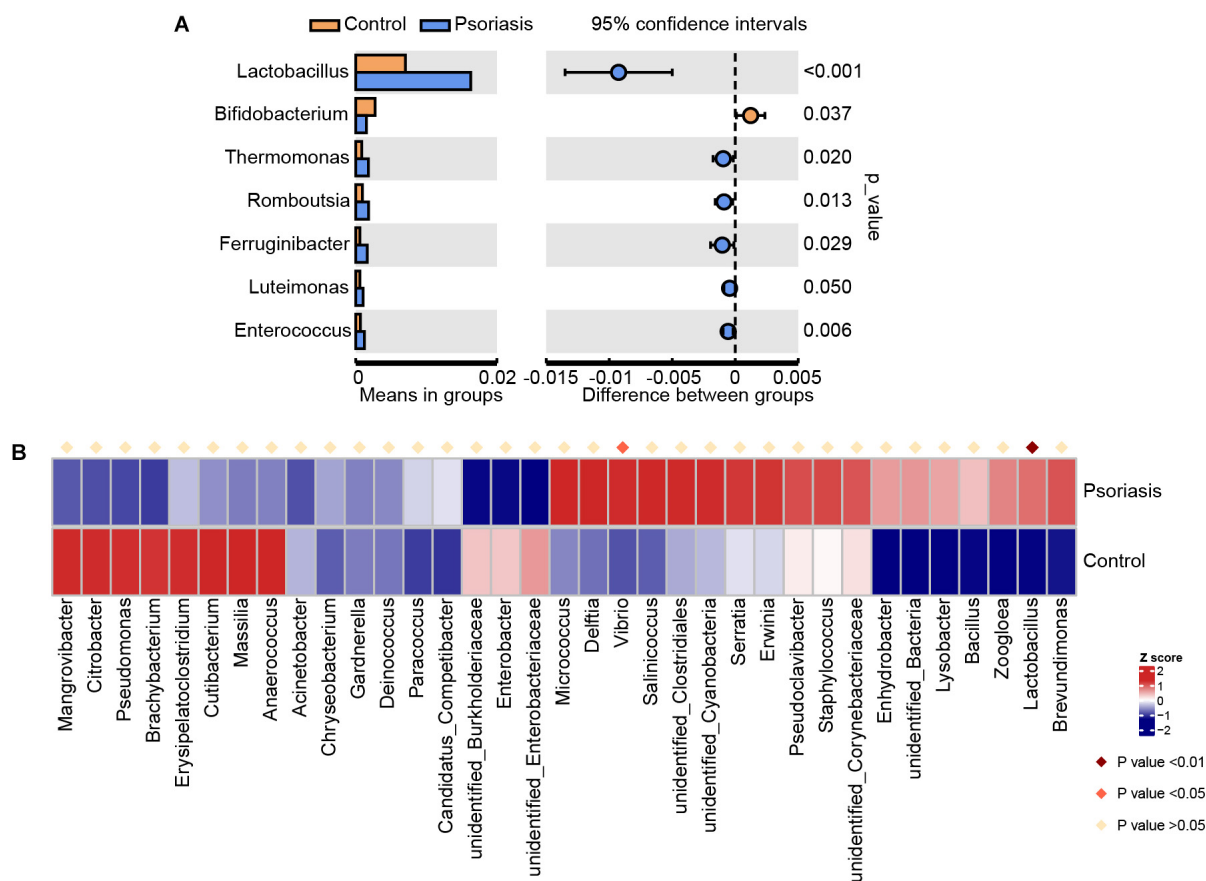 A
Control Psoriasis 95% confidence intervals
Lactobacillus <0.001
Bifidobacterium 0.037
Thermomonas 0.020
Romboutsia 0.013
Ferruginibacter 0.029
Luteimonas 0.050
Enterococcus 0.006
p_value
0 0.02 -0.015 -0.01 -0.005 0 0.005
Means in groups Difference between groups
B
Psoriasis
Control
Mangrovibacter
Citrobacter
Pseudomonas
Brachybacterium
Erysipelatoclostridium
Cutibacterium
Massilia
Anaerococcus
Acinetobacter
Chryseobacterium
Gardnerella
Deinococcus
Paracoccus
Candidatus_Competibacter
unidentified_Burkholderiaceae
Enterobacter
unidentified_Enterobacteriaceae
Micrococcus
Delftia
Vibrio
Salinicoccus
unidentified_Clostridiales
unidentified_Cyanobacteria
Serratia
Erwinia
Pseudoclavibacter
Staphylococcus
unidentified_Corynebacteriaceae
Enhydrobacter
unidentified_Bacteria
Lysobacter
Bacillus
Zoogloea
Lactobacillus
Brevundimonas
Z score
2
1
0
−1
−2
P value <0.01
P value <0.05
P value >0.05